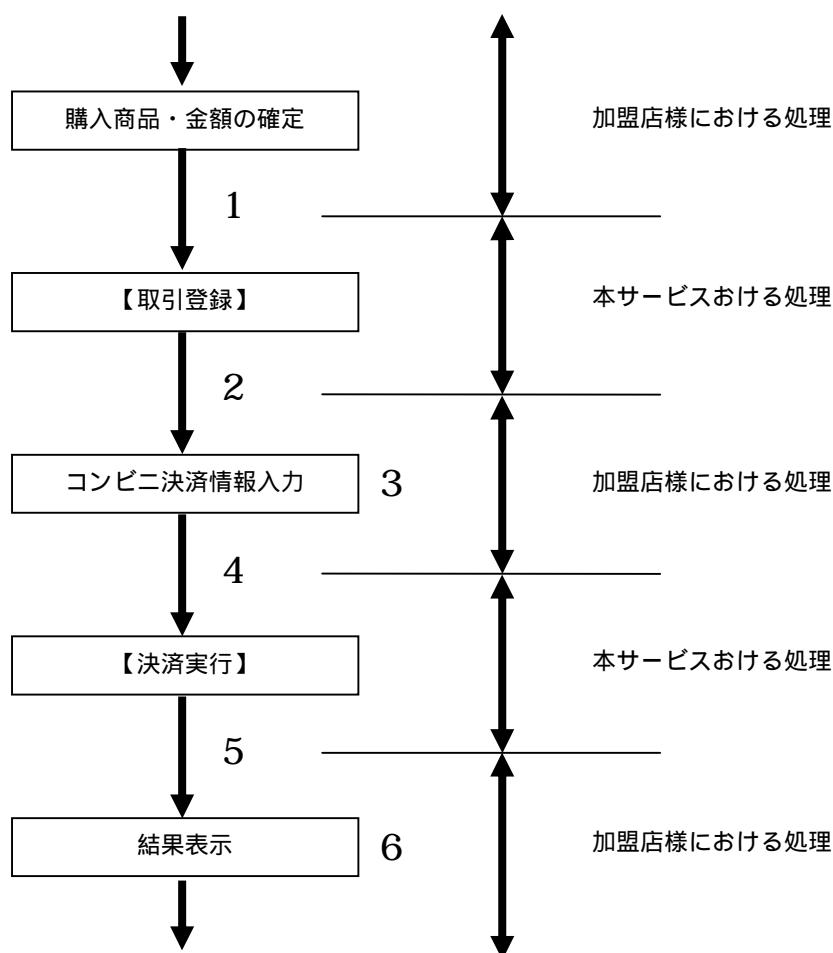 購入商品・金額の確定
加盟店様における処理
1
【取引登録】
本サービスおける処理
2
コンビニ決済情報入力
3
加盟店様における処理
4
【決済実行】
本サービスおける処理
5
結果表示
6
加盟店様における処理